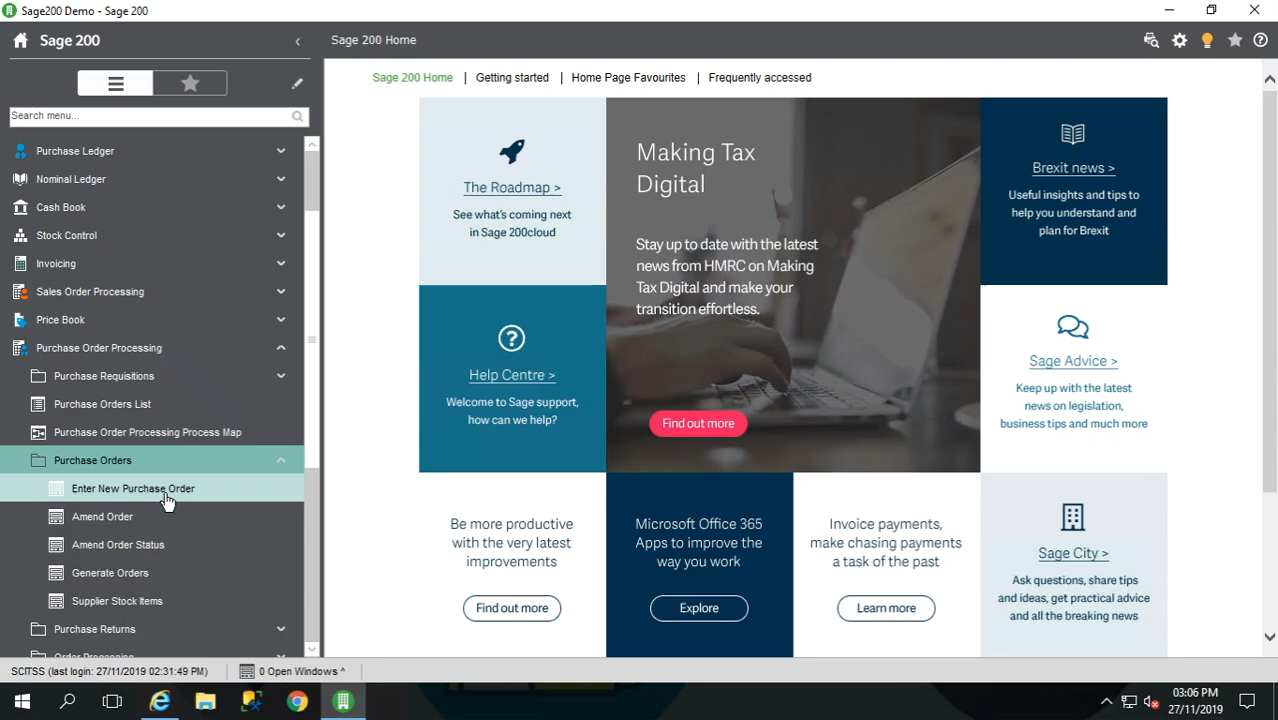 Sage200 Demo - Sage 200
Sage 200
Sage 200 Home
Search menu...
Purchase Ledger
Nominal Ledger
Cash Book
Stock Control
Invoicing
Sales Order Processing
Price Book
Purchase Order Processing
Purchase Requisitions
Purchase Orders List
Purchase Order Processing Process Map
Purchase Orders
Enter New Purchase Order
Amend Order
Amend Order Status
Generate Orders
Supplier Stock Items
Purchase Returns
Order Processing
Sage 200 Home | Getting started | Home Page Favourites | Frequently accessed
The Roadmap >
See what's coming next
in Sage 200cloud
Making Tax
Digital
Stay up to date with the latest
news from HMRC on Making
Tax Digital and make your
transition effortless.
Find out more
Brexit news >
Useful insights and tips to
help you understand and
plan for Brexit
Help Centre >
Welcome to Sage support,
how can we help?
Sage Advice >
Keep up with the latest
news on legislation,
business tips and much more
Be more productive
with the very latest
improvements
Find out more
Microsoft Office 365
Apps to improve the
way you work
Explore
Invoice payments,
make chasing payments
a task of the past
Learn more
Sage City >
Ask questions, share tips
and ideas, get practical advice
and all the breaking news
SCITSS (last login: 27/11/2019 02:31:49 PM)
0 Open Windows ^
03:06 PM
27/11/2019